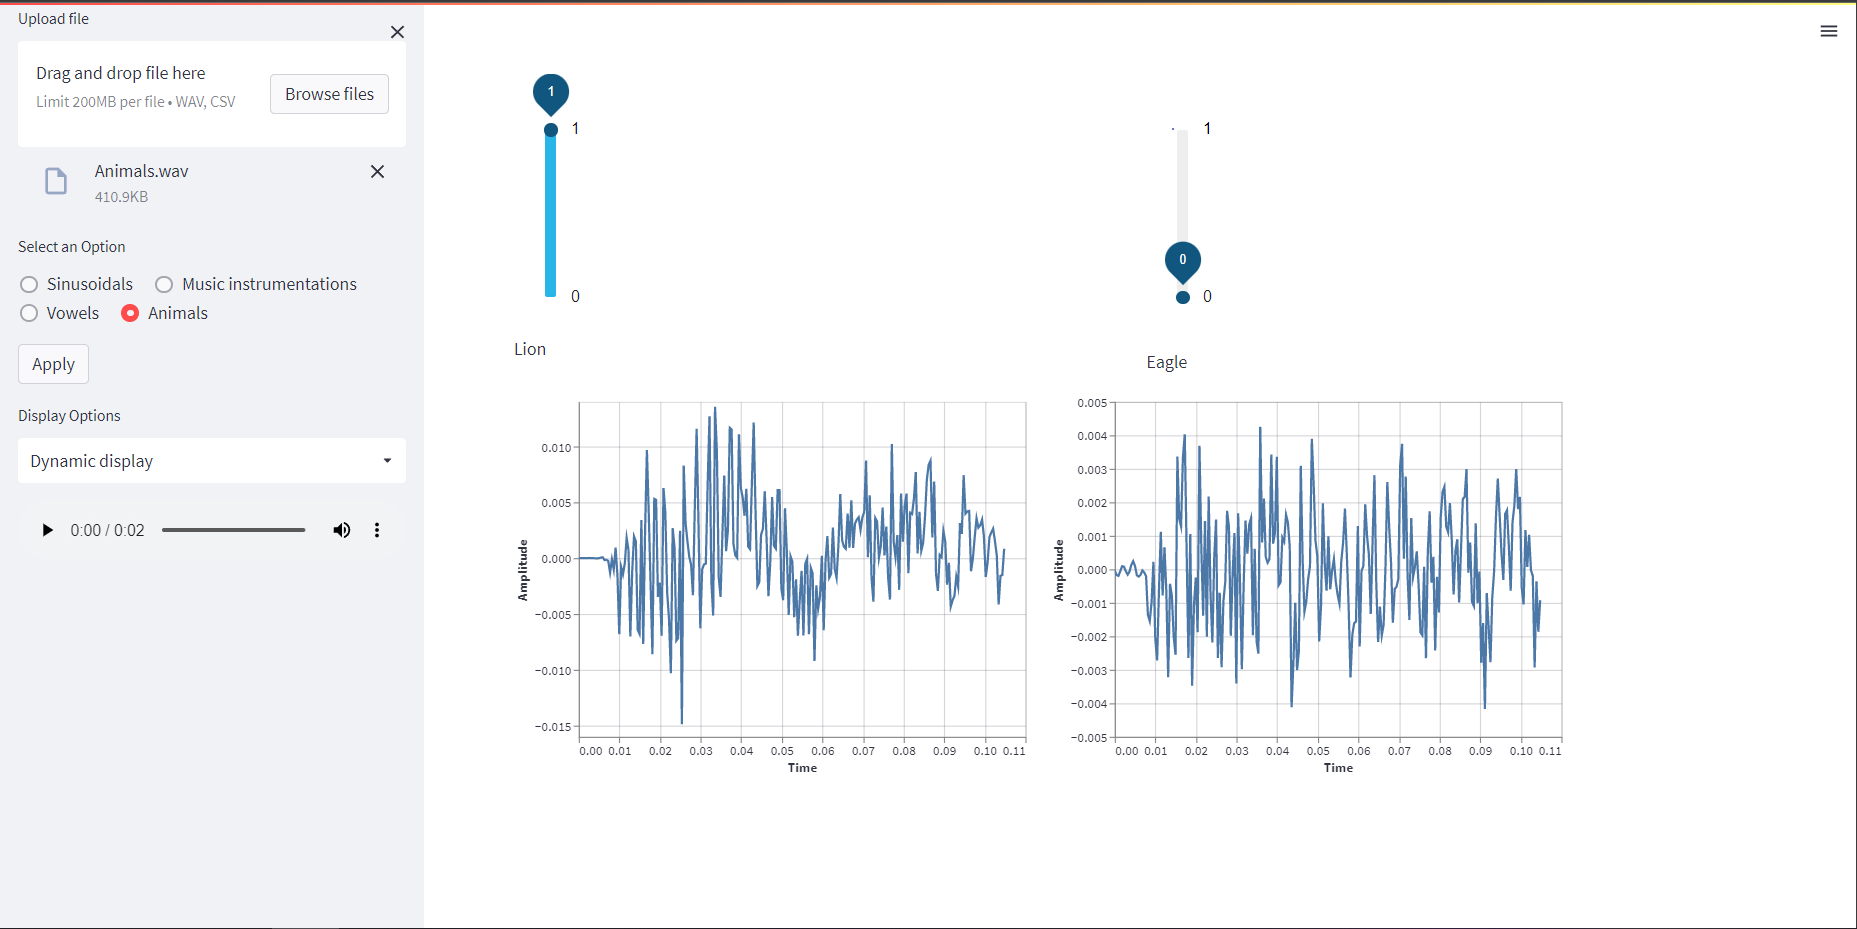 Upload file
Drag and drop file here
Limit 200MB per file • WAV, CSV
Browse files
Animals.wav
410.9KB
Select an Option
Sinusoidals
Music instrumentations
Vowels
Animals
Apply
Display Options
Dynamic display
0:00 / 0:02
1
1
0
Lion
1
0
0
Eagle
0.010
0.005
0.000
−0.005
−0.010
−0.015
Amplitude
0.00 0.01 0.02 0.03 0.04 0.05 0.06 0.07 0.08 0.09 0.10 0.11
Time
0.005
0.004
0.003
0.002
0.001
0.000
−0.001
−0.002
−0.003
−0.004
−0.005
Amplitude
0.00 0.01 0.02 0.03 0.04 0.05 0.06 0.07 0.08 0.09 0.10 0.11
Time